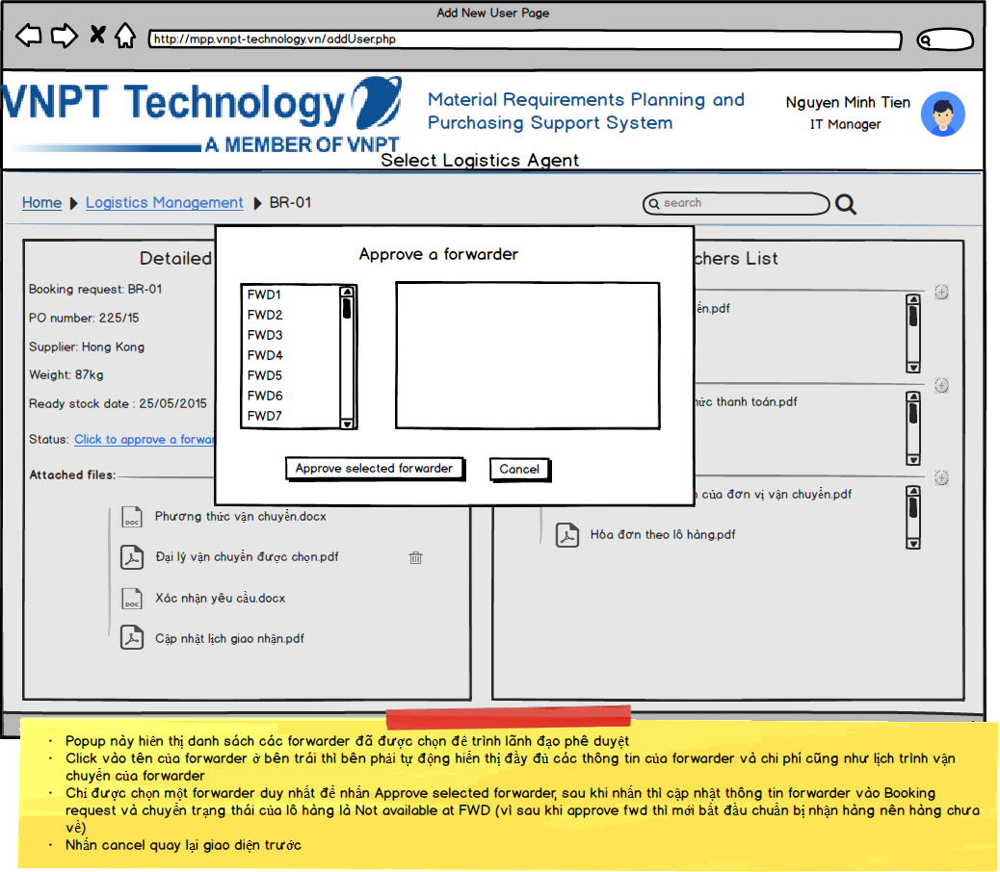 Add New User Page
http://mpp.vnpt-technology.vn/addUser.php
VNPT Technology
A MEMBER OF VNPT
Material Requirements Planning and
Purchasing Support System
Nguyen Minh Tien
IT Manager
Select Logistics Agent
Home
Logistics Management
BR-01
search
Detailed
Booking request: BR-01
PO number: 225/15
Supplier: Hong Kong
Weight: 87kg
Ready stock date : 25/05/2015
Status: Click to approve a forwar
Attached files:
Phương thức vận chuyển.docx
Đại lý vận chuyển được chọn.pdf
Xác nhận yêu cầu.docx
Cập nhật lịch giao nhận.pdf
Approve a forwarder
FWD1
FWD2
FWD3
FWD4
FWD5
FWD6
FWD7
Approve selected forwarder
Cancel
chers List
ển.pdf
hức thanh toán.pdf
của đơn vị vận chuyển.pdf
Hóa đơn theo lô hàng.pdf
· Popup này hiển thị danh sách các forwarder đã được chọn để trình lãnh đạo phê duyệt
· Click vào tên của forwarder ở bên trái thì bên phải tự động hiển thị đầy đủ các thông tin của forwarder và chi phí cũng như lịch trình vận
chuyển của forwarder
· Chỉ được chọn một forwarder duy nhất để nhấn Approve selected forwarder, sau khi nhấn thì cập nhật thông tin forwarder vào Booking
request và chuyển trạng thái của lô hàng là Not available at FWD (vì sau khi approve fwd thì mới bắt đầu chuẩn bị nhận hàng nên hàng chưa
về)
· Nhấn cancel quay lại giao diện trước